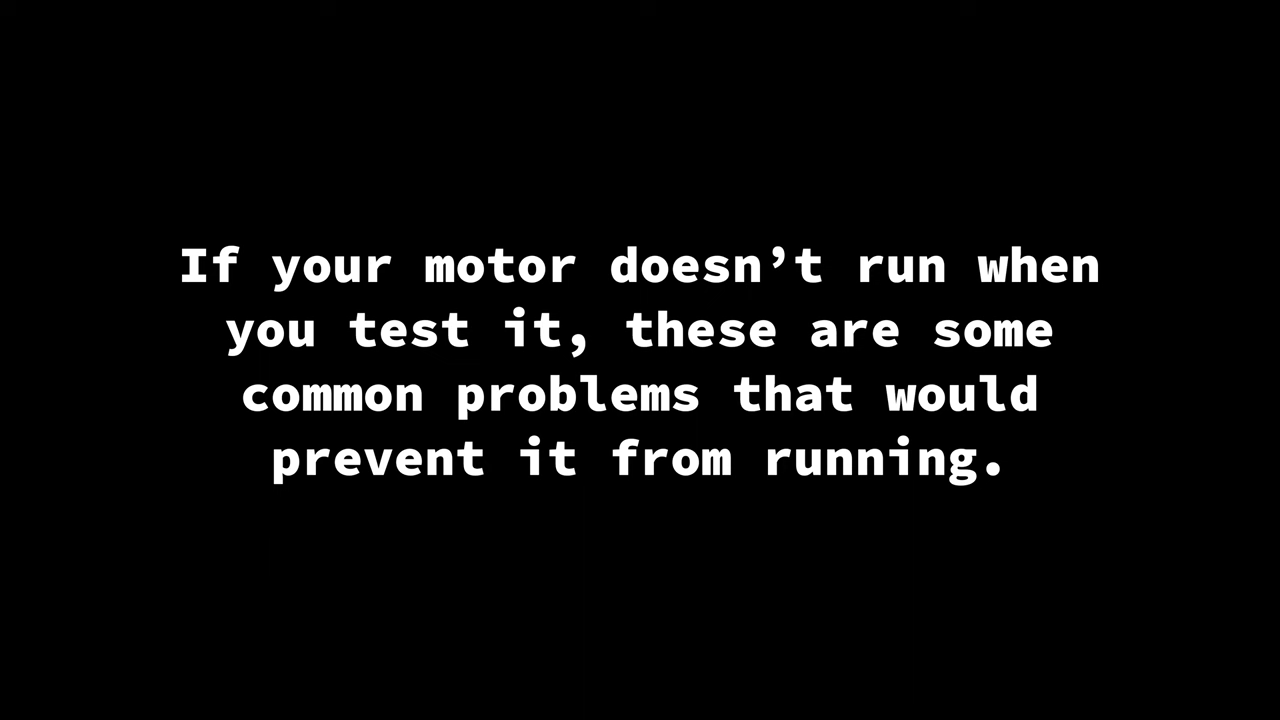 If your motor doesn’t run when
you test it, these are some
common problems that would
prevent it from running.